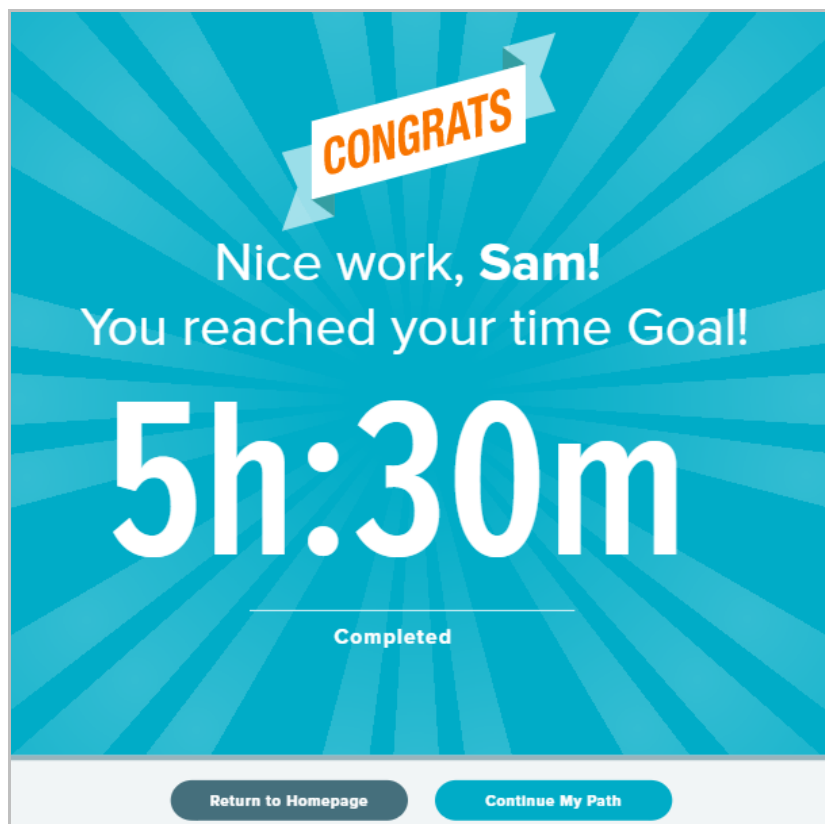 CONGRATS
Nice work, Sam!
You reached your time Goal!
5h:30m
Completed
Return to Homepage
Continue My Path